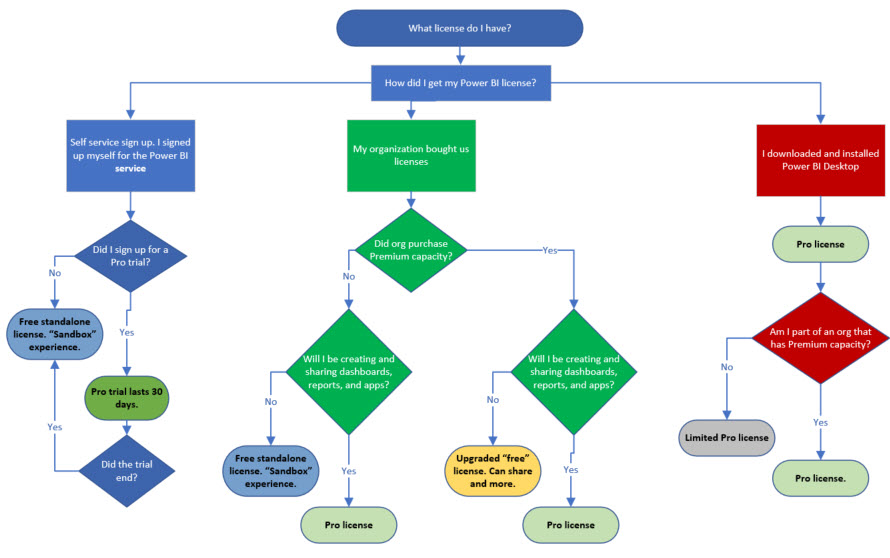 What license do I have?
How did I get my Power BI license?
Self service sign up. I signed
up myself for the Power BI
service
My organization bought us
licenses
I downloaded and installed
Power BI Desktop
Did I sign up for a
Pro trial?
No
Yes
Free standalone
license. “Sandbox”
experience.
Pro trial lasts 30
days.
Did the trial
end?
Yes
Did org purchase
Premium capacity?
No
Yes
Will I be creating and
sharing dashboards,
reports, and apps?
No
Yes
Free standalone
license. “Sandbox”
experience.
Pro license
Will I be creating and
sharing dashboards,
reports, and apps?
No
Yes
Upgraded “free”
license. Can share
and more.
Pro license
Pro license
Am I part of an org that
has Premium capacity?
No
Yes
Limited Pro license
Pro license.